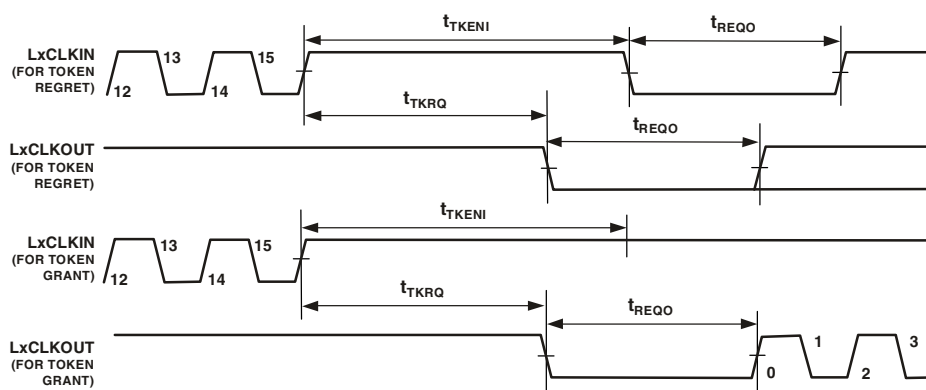 tTKENI
tREQO
LxCLKIN
(FOR TOKEN
REGRET)
12 13 14 15
tTKRQ
tREQO
LxCLKOUT
(FOR TOKEN
REGRET)
tTKENI
LxCLKIN
(FOR TOKEN
GRANT)
12 13 14 15
tTKRQ
tREQO
LxCLKOUT
(FOR TOKEN
GRANT)
0 1 2 3